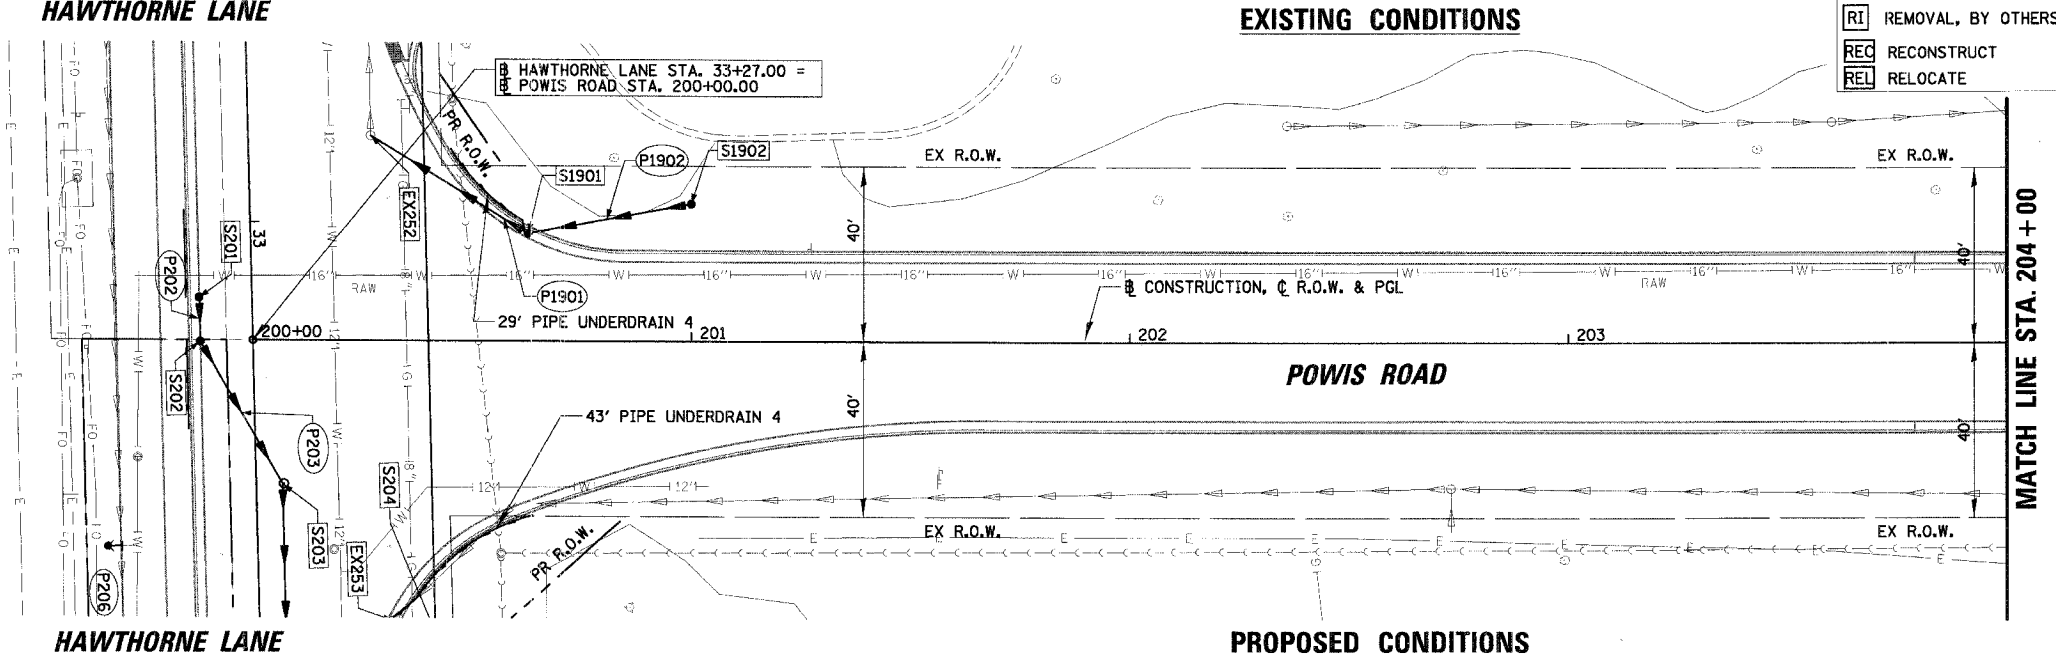 HAWTHORNE LANE
EXISTING CONDITIONS
RI REMOVAL, BY OTHERS
REC RECONSTRUCT
REL RELOCATE
B HAWTHORNE LANE STA. 33+27.00 =
B POWIS ROAD STA. 200+00.00
PR R.O.W.
S1901
P1902
S1902
EX R.O.W.
EX R.O.W.
EX252
S201
33
P202
40'
40'
16"
W
16"
RAW
P1901
B CONSTRUCTION, ℄ R.O.W. & PGL
RAW
29' PIPE UNDERDRAIN 4
200+00
201
202
203
MATCH LINE STA. 204+00
S202
POWIS ROAD
40'
40'
43' PIPE UNDERDRAIN 4
P203
S204
12"
W
12"
S203
EX253
PR R.O.W.
EX R.O.W.
EX R.O.W.
P206
HAWTHORNE LANE
PROPOSED CONDITIONS